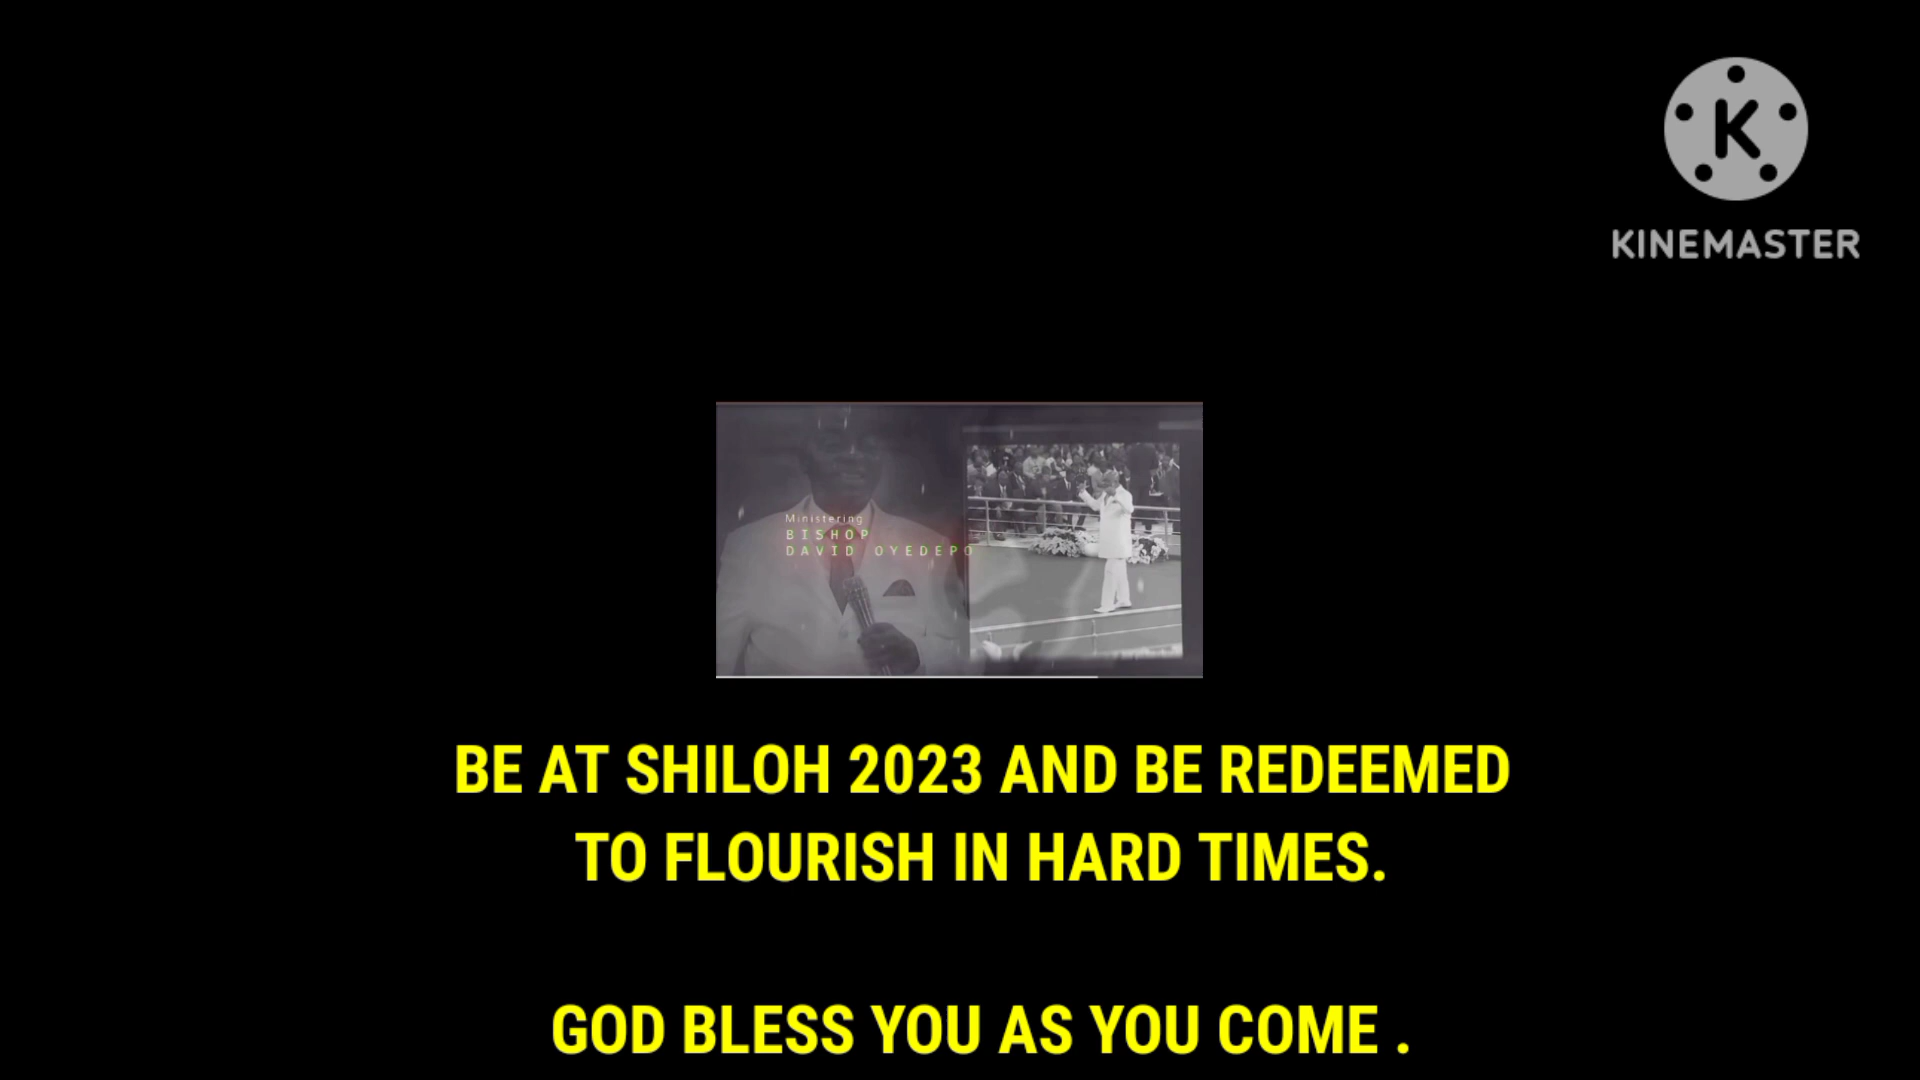 K
KINEMASTER
Ministering
BISHOP
DAVID OYEDEPO
BE AT SHILOH 2023 AND BE REDEEMED
TO FLOURISH IN HARD TIMES.
GOD BLESS YOU AS YOU COME .